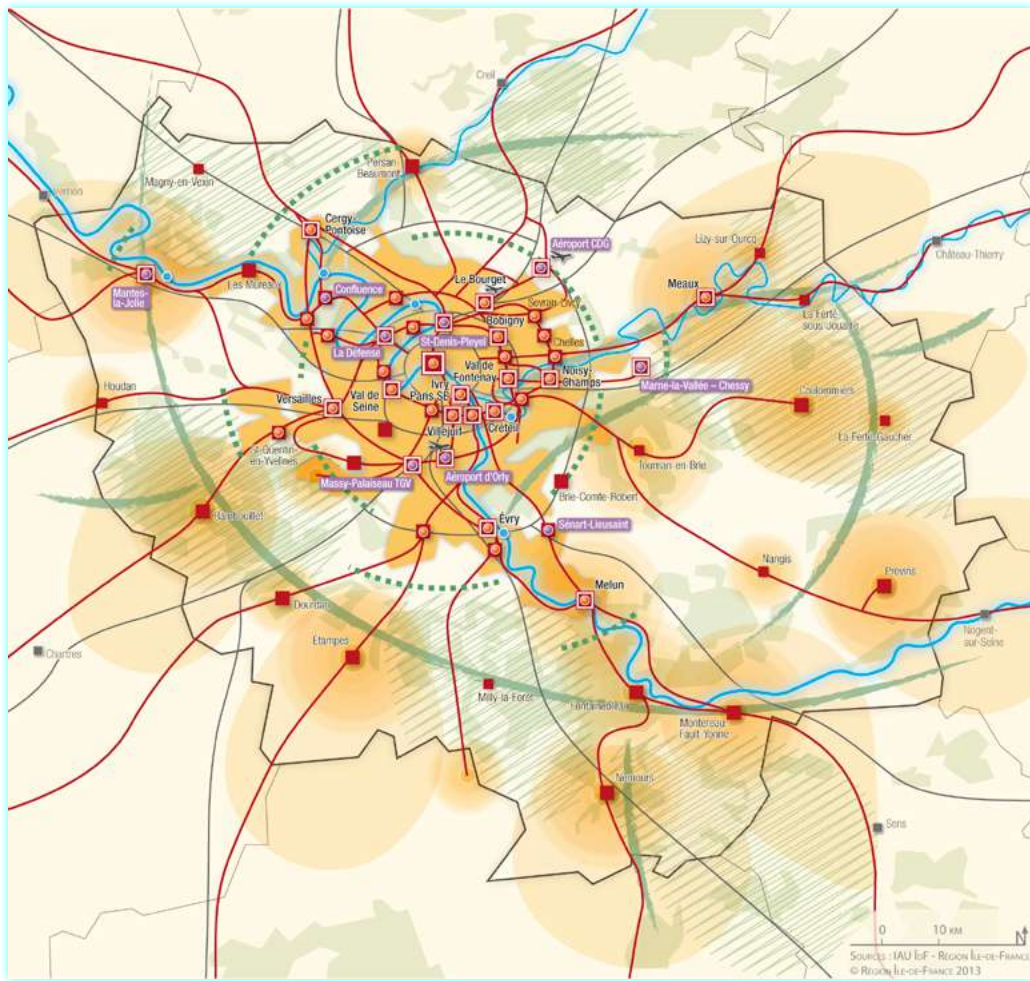 Creil
Persan
Beaumont
Magny-en-Vexin
Vernon
Cergy-
Pontoise
Aéroport CDG
Lizy-sur-Ourcq
Château-Thierry
Mantes-
la-Jolie
Les Mureaux
Confluence
Le Bourget
Meaux
La Ferté
sous Jouarre
Sevran-Livry
Bobigny
St-Denis-Pleyel
La Défense
Chelles
Val de
Fontenay
Noisy-
Champs
Marne-la-Vallée – Chessy
Houdan
Versailles
Val de
Seine
Ivry
Paris SE
Coulommiers
La Ferté-Gaucher
Villejuif
Créteil
St-Quentin-
en-Yvelines
Massy-Palaiseau TGV
Aéroport d'Orly
Tournan-en-Brie
Brie-Comte-Robert
Rambouillet
Évry
Sénart-Lieusaint
Nangis
Provins
Melun
Dourdan
Nogent-
sur-Seine
Etampes
Chartres
Milly-la-Forêt
Fontainebleau
Montereau
Fault-Yonne
Nemours
Sens
0 10 KM
N
SOURCES : IAU ÎDF - RÉGION ÎLE-DE-FRANCE
© RÉGION ÎLE-DE-FRANCE 2013